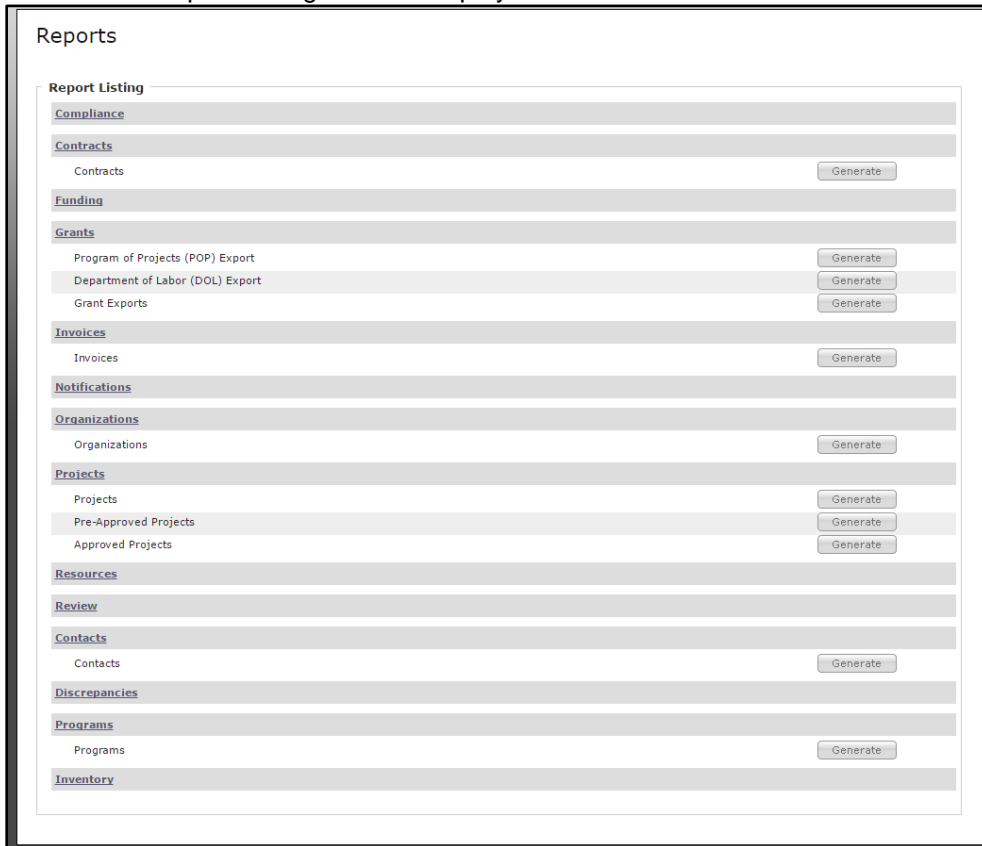 Reports
Report Listing
Compliance
Contracts
Contracts Generate
Funding
Grants
Program of Projects (POP) Export Generate
Department of Labor (DOL) Export Generate
Grant Exports Generate
Invoices
Invoices Generate
Notifications
Organizations
Organizations Generate
Projects
Projects Generate
Pre-Approved Projects Generate
Approved Projects Generate
Resources
Review
Contacts
Contacts Generate
Discrepancies
Programs
Programs Generate
Inventory